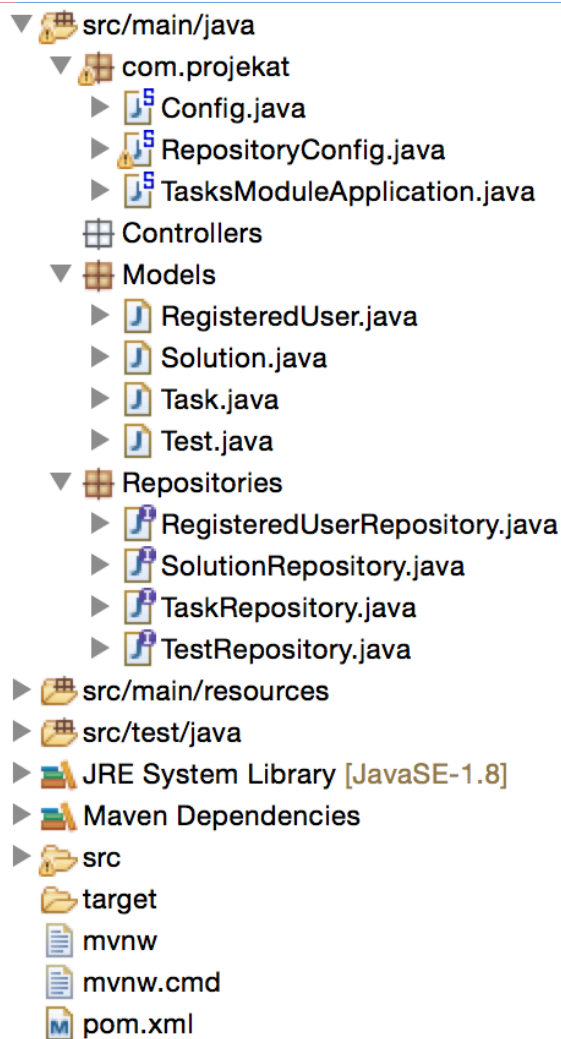 src/main/java
com.projekat
Config.java
RepositoryConfig.java
TasksModuleApplication.java
Controllers
Models
RegisteredUser.java
Solution.java
Task.java
Test.java
Repositories
RegisteredUserRepository.java
SolutionRepository.java
TaskRepository.java
TestRepository.java
src/main/resources
src/test/java
JRE System Library [JavaSE-1.8]
Maven Dependencies
src
target
mvnw
mvnw.cmd
pom.xml